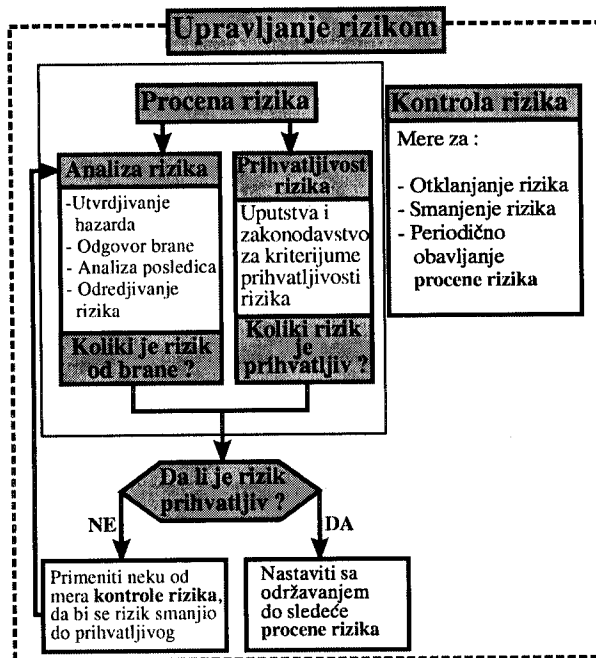 Upravljanje rizikom
Procena rizika
Analiza rizika
-Utvrdjivanje
hazarda
- Odgovor brane
- Analiza posledica
- Odredjivanje
rizika
Koliki je rizik
od brane ?
Prihvatljivost
rizika
Uputstva i
zakonodavstvo
za kriterijume
prihvatljivosti
rizika
Koliki rizik
je
prihvatljiv ?
Kontrola rizika
Mere za :
- Otklanjanje rizika
- Smanjenje rizika
- Periodično
obavljanje
procene rizika
Da li je rizik
prihvatljiv ?
NE
DA
Primeniti neku od
mera kontrole rizika,
da bi se rizik smanjio
do prihvatljivog
Nastaviti sa
održavanjem
do sledeće
procene rizika